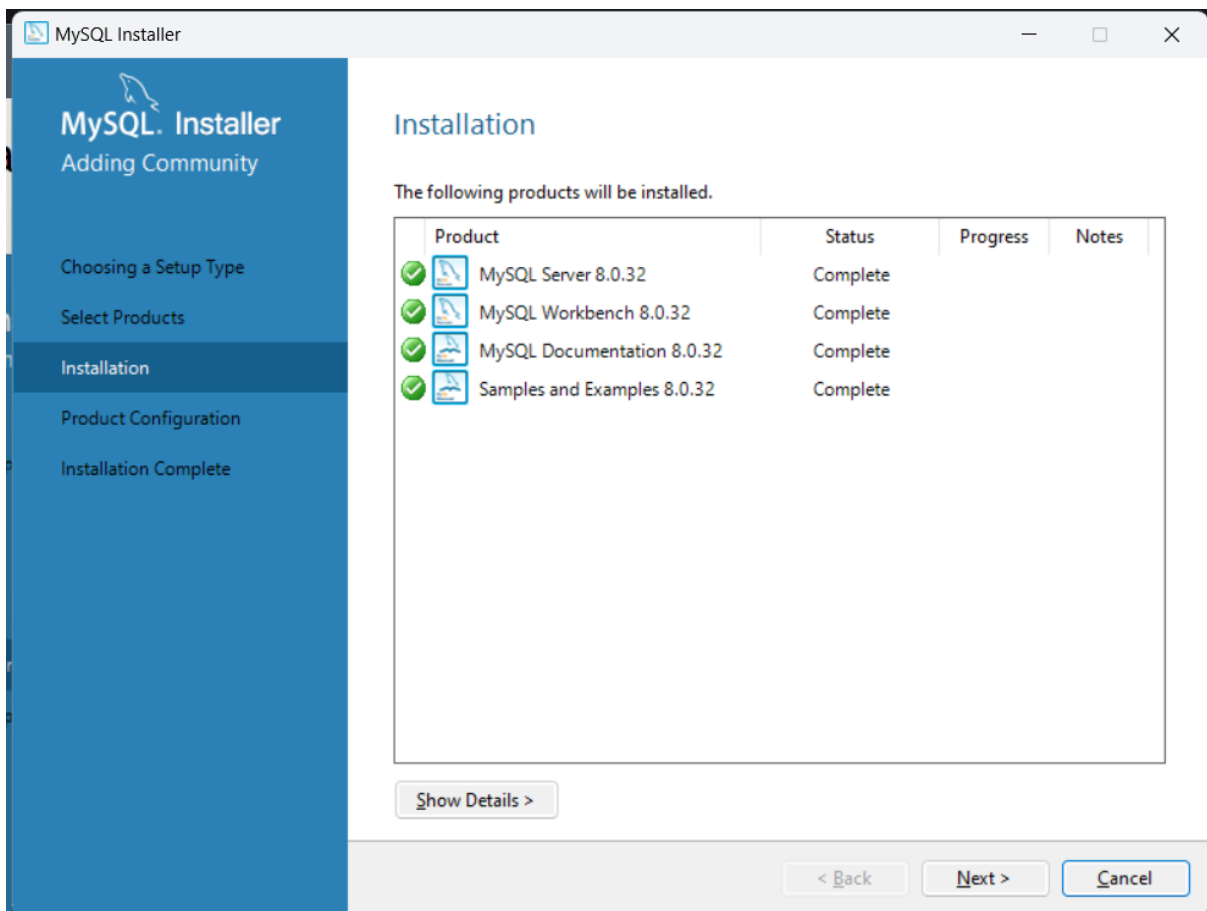 MySQL Installer
MySQL. Installer
Adding Community
Choosing a Setup Type
Select Products
Installation
Product Configuration
Installation Complete
Installation
The following products will be installed.
Product Status Progress Notes
MySQL Server 8.0.32 Complete
MySQL Workbench 8.0.32 Complete
MySQL Documentation 8.0.32 Complete
Samples and Examples 8.0.32 Complete
Show Details >
< Back Next > Cancel